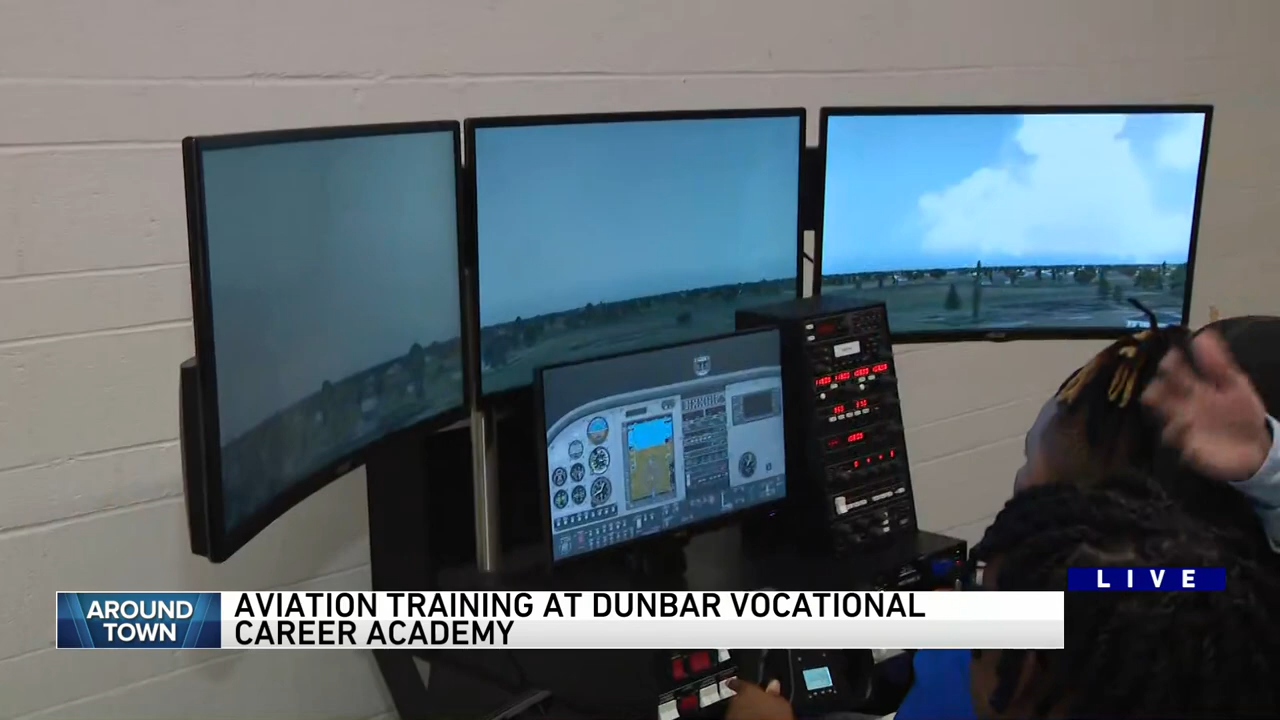 AROUND
TOWN
AVIATION TRAINING AT DUNBAR VOCATIONAL
CAREER ACADEMY
LIVE